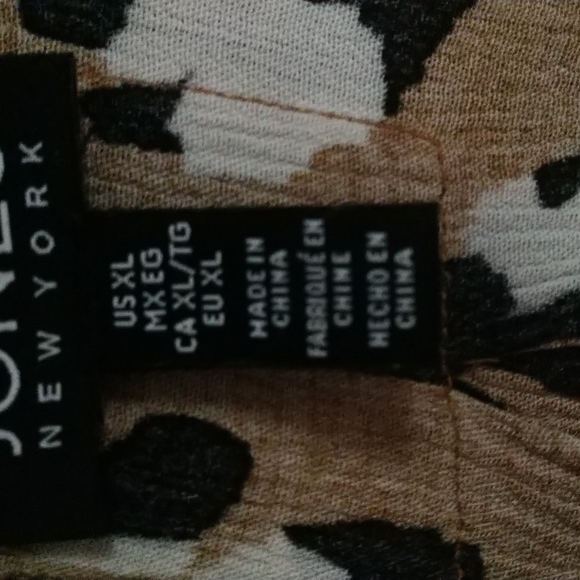 JONES
NEW YORK
US XL
MX EG
CA XL/TG
EU XL
MADE IN
CHINA
FABRIQUÉ EN
CHINE
HECHO EN
CHINA